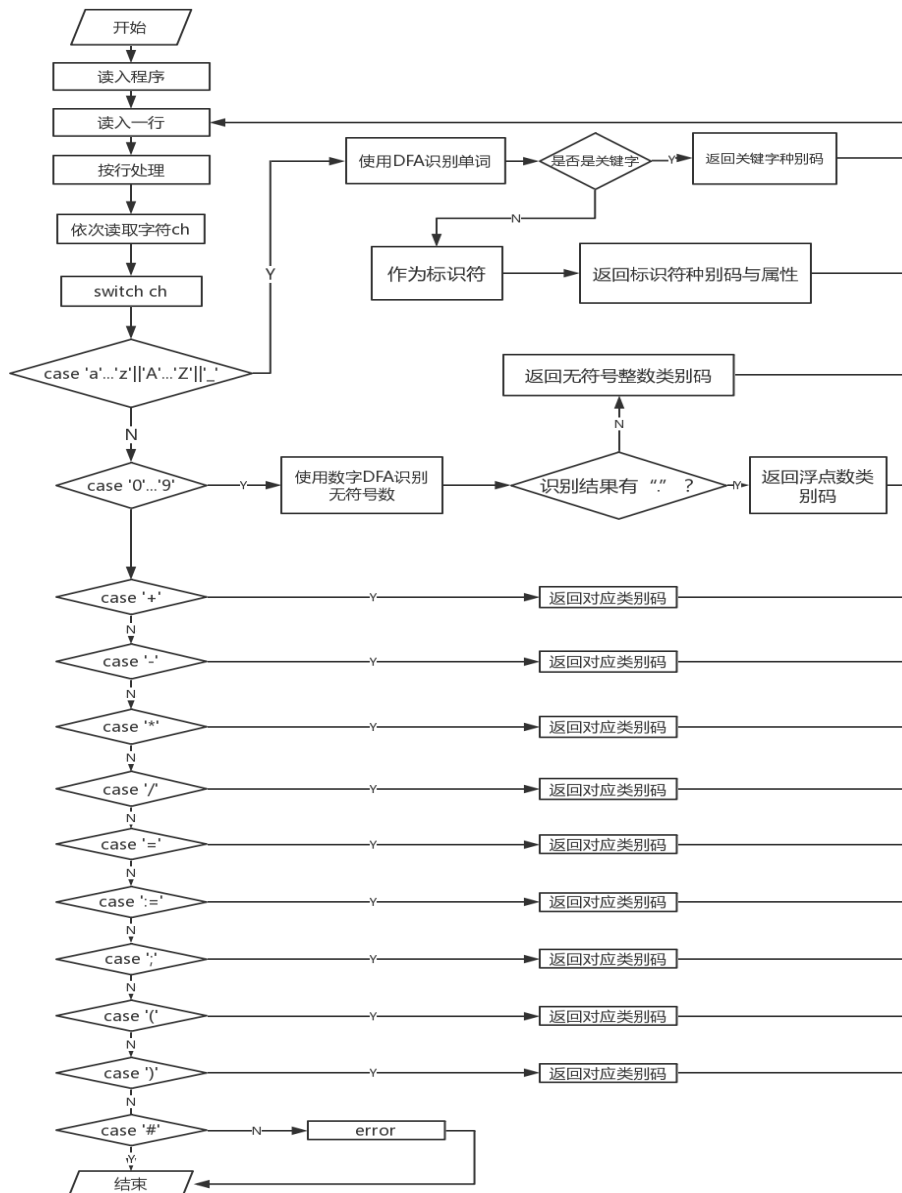 开始
读入程序
读入一行
按行处理
依次读取字符ch
switch ch
case 'a'...'z'||'A'...'Z'||'_'
Y
使用DFA识别单词
是否是关键字
Y
返回关键字种别码
N
作为标识符
返回标识符种别码与属性
N
case '0'...'9'
Y
使用数字DFA识别
无符号数
识别结果有“.” ?
N
返回无符号整数类别码
Y
返回浮点数类
别码
case '+'
Y
返回对应类别码
N
case '-'
Y
返回对应类别码
N
case '*'
Y
返回对应类别码
N
case '/'
Y
返回对应类别码
N
case '='
Y
返回对应类别码
N
case ':='
Y
返回对应类别码
N
case ';'
Y
返回对应类别码
N
case '('
Y
返回对应类别码
N
case ')'
Y
返回对应类别码
N
case '#'
N
error
Y
结束